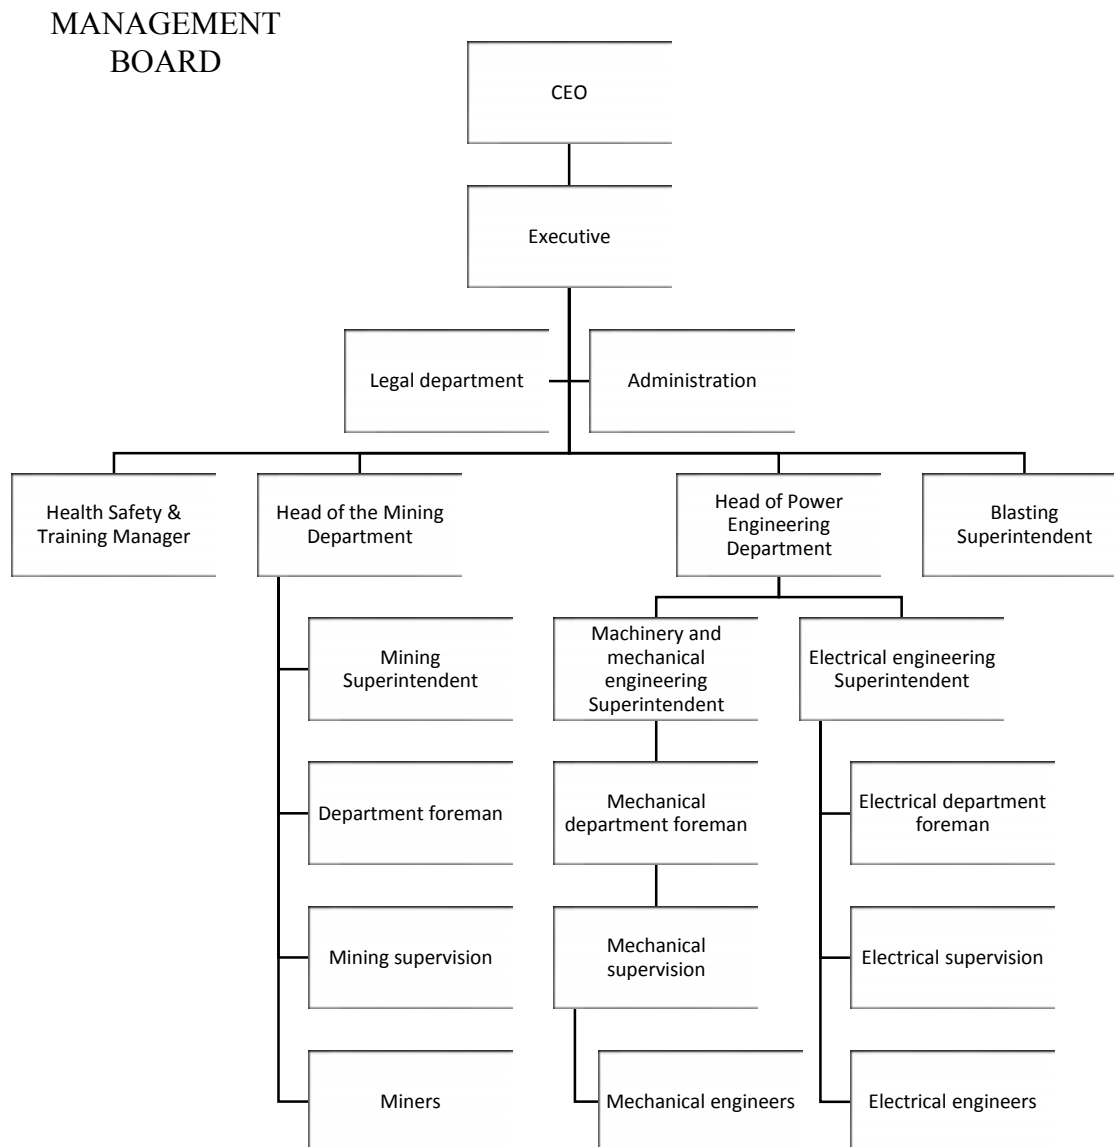 MANAGEMENT
BOARD
CEO
Executive
Legal department
Administration
Health Safety &
Training Manager
Head of the Mining
Department
Head of Power
Engineering
Department
Blasting
Superintendent
Mining
Superintendent
Machinery and
mechanical
engineering
Superintendent
Electrical engineering
Superintendent
Department foreman
Mechanical
department foreman
Electrical department
foreman
Mining supervision
Mechanical
supervision
Electrical supervision
Miners
Mechanical engineers
Electrical engineers